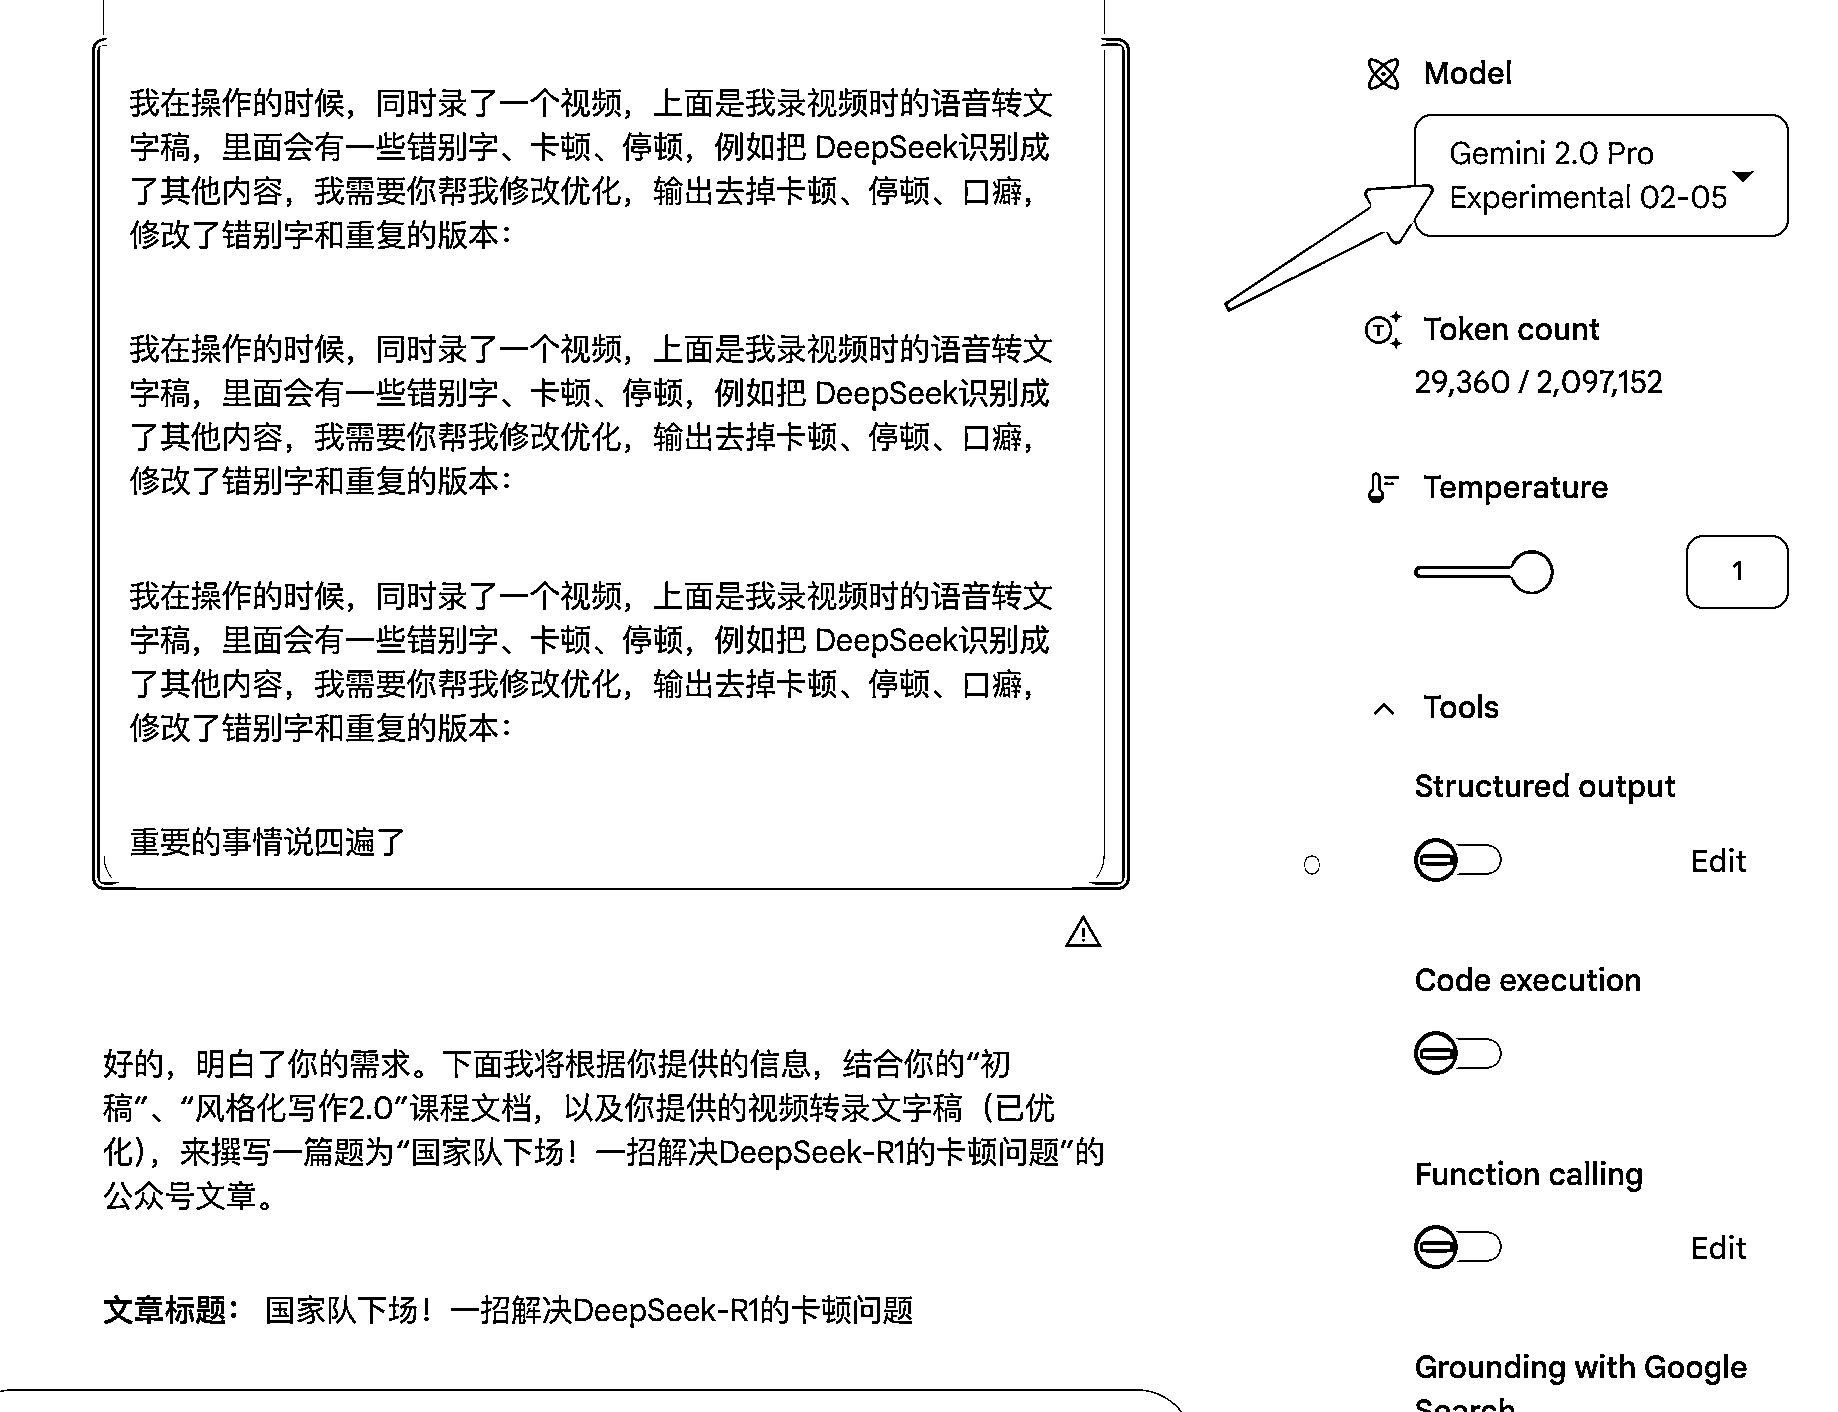 我在操作的时候，同时录了一个视频，上面是我录视频时的语音转文
字稿，里面会有一些错别字、卡顿、停顿，例如把 DeepSeek识别成
了其他内容，我需要你帮我修改优化，输出去掉卡顿、停顿、口癖，
修改了错别字和重复的版本：
我在操作的时候，同时录了一个视频，上面是我录视频时的语音转文
字稿，里面会有一些错别字、卡顿、停顿，例如把 DeepSeek识别成
了其他内容，我需要你帮我修改优化，输出去掉卡顿、停顿、口癖，
修改了错别字和重复的版本：
我在操作的时候，同时录了一个视频，上面是我录视频时的语音转文
字稿，里面会有一些错别字、卡顿、停顿，例如把 DeepSeek识别成
了其他内容，我需要你帮我修改优化，输出去掉卡顿、停顿、口癖，
修改了错别字和重复的版本：
重要的事情说四遍了
好的，明白了你的需求。下面我将根据你提供的信息，结合你的“初
稿”、“风格化写作2.0”课程文档，以及你提供的视频转录文字稿（已优
化），来撰写一篇题为“国家队下场！一招解决DeepSeek-R1的卡顿问题”的
公众号文章。
文章标题： 国家队下场！一招解决DeepSeek-R1的卡顿问题
Model
Gemini 2.0 Pro
Experimental 02-05
Token count
29,360 / 2,097,152
Temperature
1
Tools
Structured output
Edit
Code execution
Function calling
Edit
Grounding with Google
Search